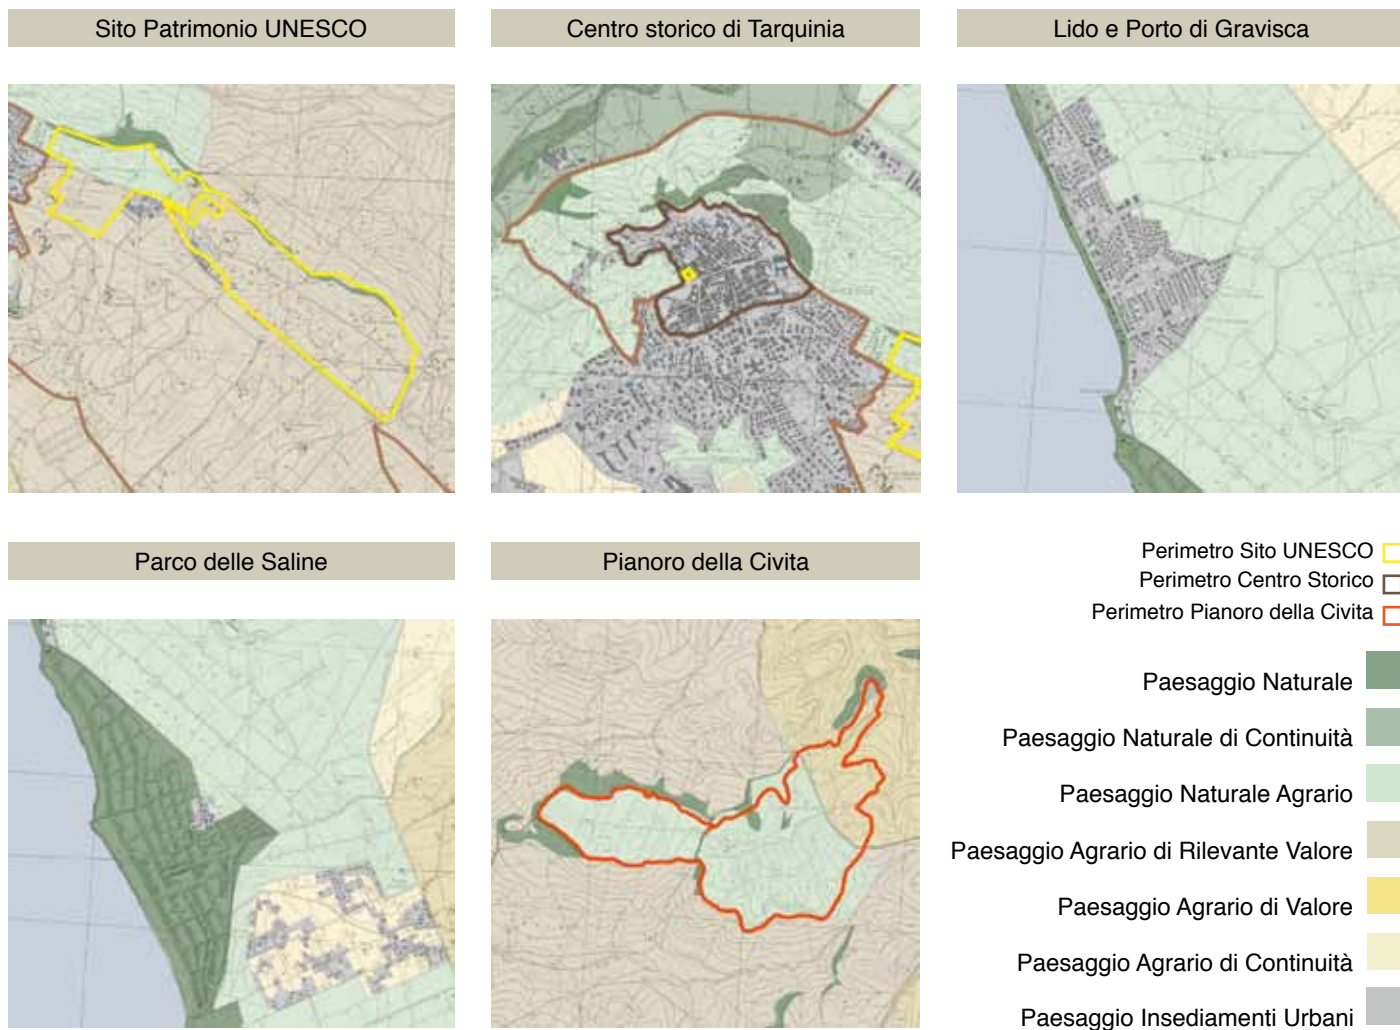 Sito Patrimonio UNESCO
Centro storico di Tarquinia
Lido e Porto di Gravisca
Parco delle Saline
Pianoro della Civita
Perimetro Sito UNESCO
Perimetro Centro Storico
Perimetro Pianoro della Civita
Paesaggio Naturale
Paesaggio Naturale di Continuità
Paesaggio Naturale Agrario
Paesaggio Agrario di Rilevante Valore
Paesaggio Agrario di Valore
Paesaggio Agrario di Continuità
Paesaggio Insediamenti Urbani